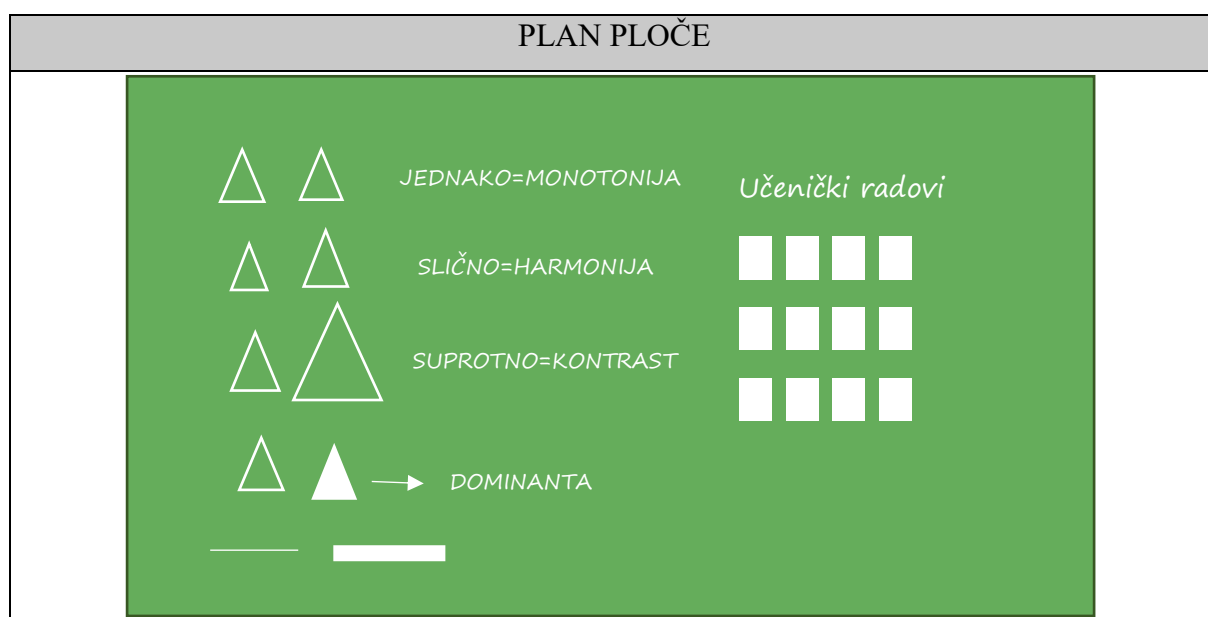 PLAN PLOČE
JEDNAKO=MONOTONIJA
SLIČNO=HARMONIJA
SUPROTNO=KONTRAST
DOMINANTA
Učenički radovi